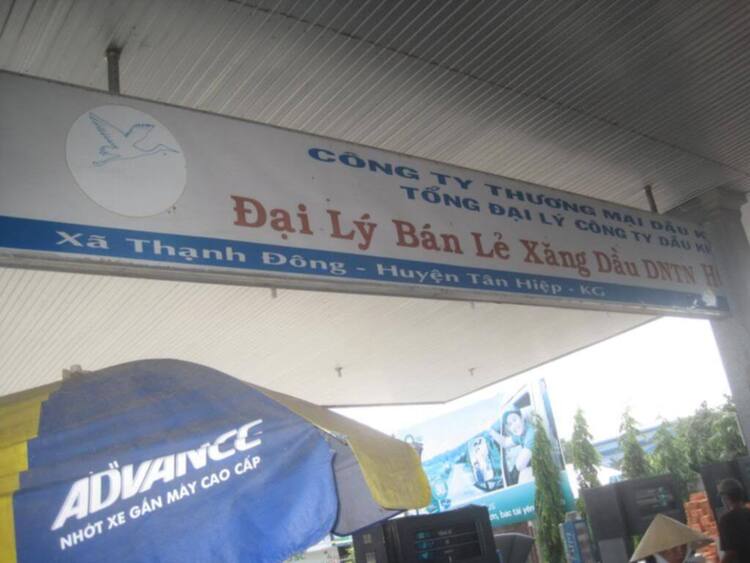 CÔNG TY THƯƠNG MẠI DẦU K
TỔNG ĐẠI LÝ CÔNG TY DẦU KH
Đại Lý Bán Lẻ Xăng Dầu DNTN H
Xã Thạnh Đông - Huyện Tân Hiệp - KG
ADVANCE
NHỚT XE GẮN MÁY CAO CẤP